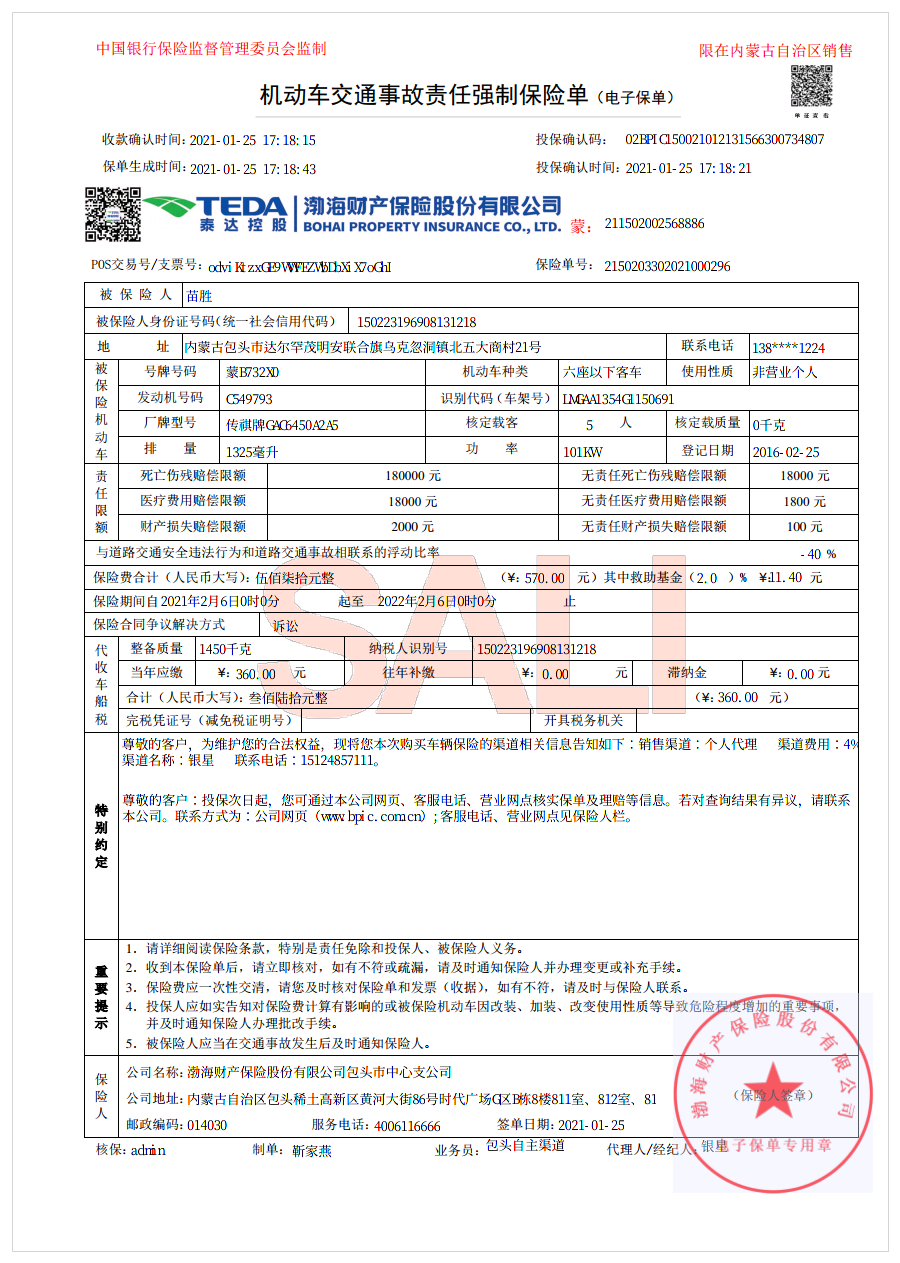 中国银行保险监督管理委员会监制
限在内蒙古自治区销售
机动车交通事故责任强制保险单（电子保单）
单证查验
收款确认时间：2021-01-25 17:18:15
投保确认码： 02BPIC150021012131566300734807
保单生成时间：2021-01-25 17:18:43
投保确认时间：2021-01-25 17:18:21
TEDA 泰达控股 渤海财产保险股份有限公司
BOHAI PROPERTY INSURANCE CO., LTD.
蒙： 211502002568886
POS交易号/支票号：
保险单号： 2150203302021000296
被保险人 苗胜
被保险人身份证号码（统一社会信用代码） 150223196908131218
地 址 内蒙古包头市达尔罕茂明安联合旗乌克忽洞镇北五大商村21号 联系电话 138****1224
被保险机动车
号牌号码 蒙B732X0 机动车种类 六座以下客车 使用性质 非营业个人
发动机号码 C549793 识别代码（车架号） LMGAA1354G1150691
厂牌型号 传祺牌GAC6450A2A5 核定载客 5 人 核定载质量 0千克
排 量 1325毫升 功 率 101KW 登记日期 2016-02-25
责任限额
死亡伤残赔偿限额 180000 元 无责任死亡伤残赔偿限额 18000 元
医疗费用赔偿限额 18000 元 无责任医疗费用赔偿限额 1800 元
财产损失赔偿限额 2000 元 无责任财产损失赔偿限额 100 元
与道路交通安全违法行为和道路交通事故相联系的浮动比率 -40 %
保险费合计（人民币大写）：伍佰柒拾元整 （¥：570.00 元）其中救助基金（2.0 ）% ¥：11.40 元
保险期间自 2021年2月6日0时0分 起至 2022年2月6日0时0分 止
保险合同争议解决方式 诉讼
代收车船税
整备质量 1450千克 纳税人识别号 150223196908131218
当年应缴 ¥：360.00 元 往年补缴 ¥：0.00 元 滞纳金 ¥：0.00 元
合计（人民币大写）：叁佰陆拾元整 （¥：360.00 元）
完税凭证号（减免税证明号） 开具税务机关
SALI
特别约定
尊敬的客户，为维护您的合法权益，现将您本次购买车辆保险的渠道相关信息告知如下：销售渠道：个人代理 渠道费用：4%
渠道名称：银星 联系电话：15124857111。
尊敬的客户：投保次日起，您可通过本公司网页、客服电话、营业网点核实保单及理赔等信息。若对查询结果有异议，请联系
本公司。联系方式为：公司网页（www.bpic.com.cn）；客服电话、营业网点见保险人栏。
重要提示
1．请详细阅读保险条款，特别是责任免除和投保人、被保险人义务。
2．收到本保险单后，请立即核对，如有不符或疏漏，请及时通知保险人并办理变更或补充手续。
3．保险费应一次性交清，请您及时核对保险单和发票（收据），如有不符，请及时与保险人联系。
4．投保人应如实告知对保险费计算有影响的或被保险机动车因改装、加装、改变使用性质等导致危险程度增加的重要事项，
并及时通知保险人办理批改手续。
5．被保险人应当在交通事故发生后及时通知保险人。
保险人
公司名称：渤海财产保险股份有限公司包头市中心支公司
公司地址：内蒙古自治区包头稀土高新区黄河大街86号时代广场G区B栋8楼811室、812室、81
邮政编码：014030 服务电话：4006116666 签单日期：2021-01-25
（保险人签章）
渤海财产保险股份有限公司
电子保单专用章
核保：admin 制单：靳家燕 业务员：包头自主渠道 代理人/经纪人：银星